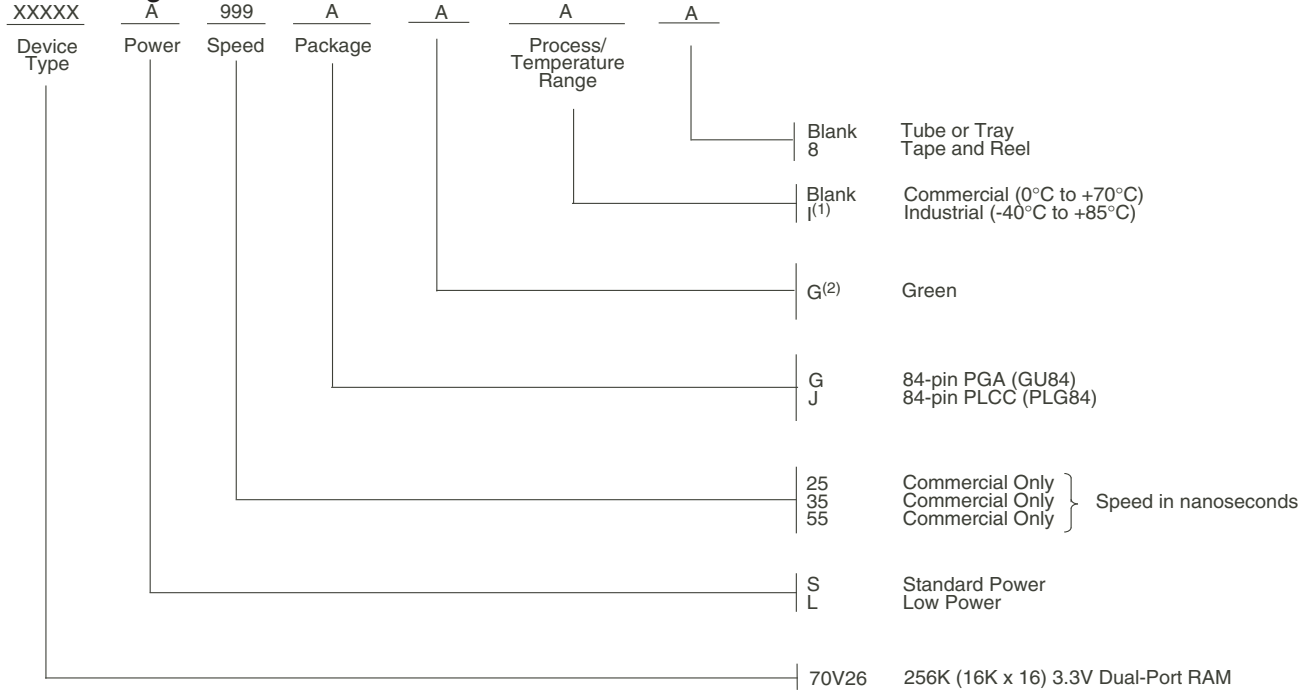 XXXXX A 999 A A A A
Device Type
Power
Speed
Package
Process/
Temperature
Range
Blank Tube or Tray
8 Tape and Reel
Blank Commercial (0°C to +70°C)
I(1) Industrial (-40°C to +85°C)
G(2) Green
G 84-pin PGA (GU84)
J 84-pin PLCC (PLG84)
25 Commercial Only
35 Commercial Only Speed in nanoseconds
55 Commercial Only
S Standard Power
L Low Power
70V26 256K (16K x 16) 3.3V Dual-Port RAM